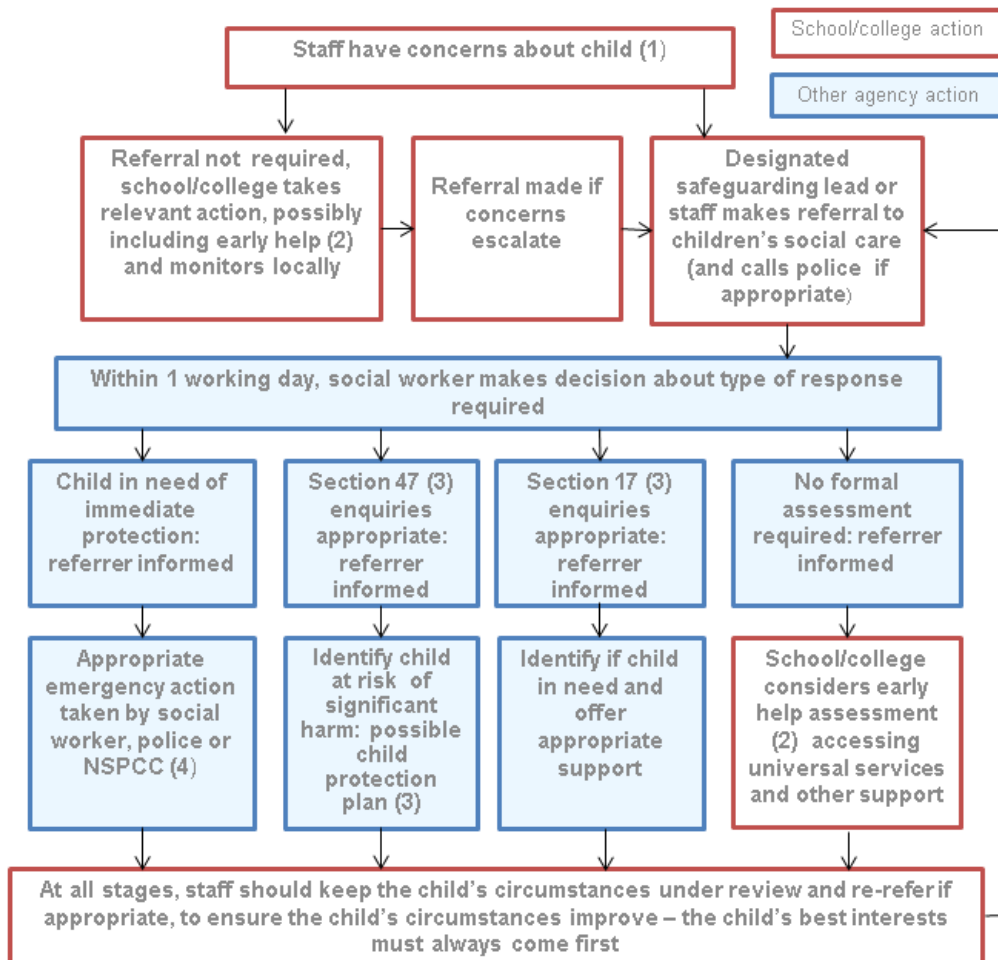 School/college action
Staff have concerns about child (1)
Other agency action
Referral not required,
school/college takes
relevant action, possibly
including early help (2)
and monitors locally
Referral made if
concerns
escalate
Designated
safeguarding lead or
staff makes referral to
children's social care
(and calls police if
appropriate)
Within 1 working day, social worker makes decision about type of response
required
Child in need of
immediate
protection:
referrer informed
Section 47 (3)
enquiries
appropriate:
referrer
informed
Section 17 (3)
enquiries
appropriate:
referrer
informed
No formal
assessment
required: referrer
informed
Appropriate
emergency action
taken by social
worker, police or
NSPCC (4)
Identify child
at risk of
significant
harm: possible
child
protection
plan (3)
Identify if child
in need and
offer
appropriate
support
School/college
considers early
help assessment
(2) accessing
universal services
and other support
At all stages, staff should keep the child's circumstances under review and re-refer if
appropriate, to ensure the child's circumstances improve – the child's best interests
must always come first